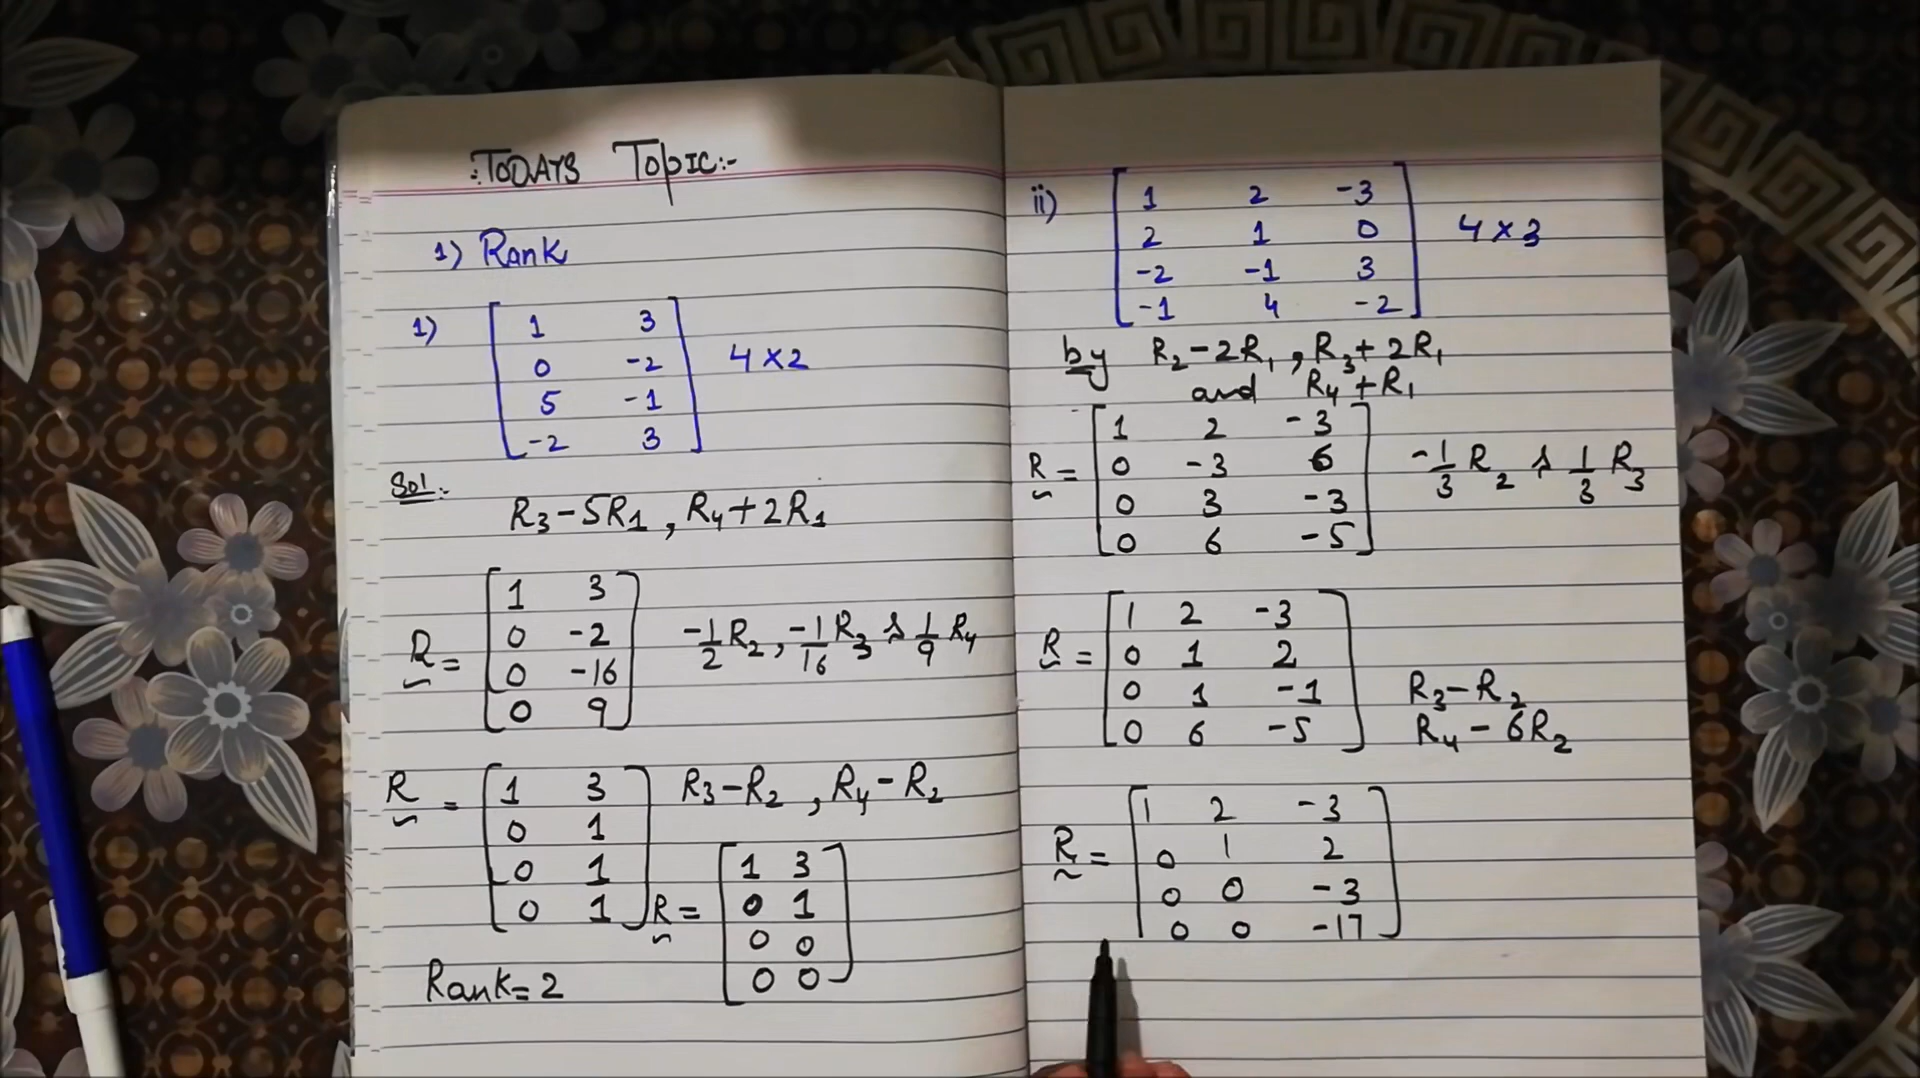 :TODAYS TOPIC:-
1) Rank
1) [1 3
0 -2
5 -1
-2 3] 4×2
Sol:-
R3-5R1, R4+2R1
R = [1 3
0 -2
0 -16
0 9] -1/2 R2, -1/16 R3 & 1/9 R4
R = [1 3
0 1
0 1
0 1] R3-R2, R4-R2
R = [1 3
0 1
0 0
0 0]
Rank=2
ii) [1 2 -3
2 1 0
-2 -1 3
-1 4 -2] 4×3
by R2-2R1, R3+2R1
and R4+R1
R = [1 2 -3
0 -3 6
0 3 -3
0 6 -5] -1/3 R2 & 1/3 R3
R = [1 2 -3
0 1 2
0 1 -1
0 6 -5] R3-R2
R4-6R2
R = [1 2 -3
0 1 2
0 0 -3
0 0 -17]